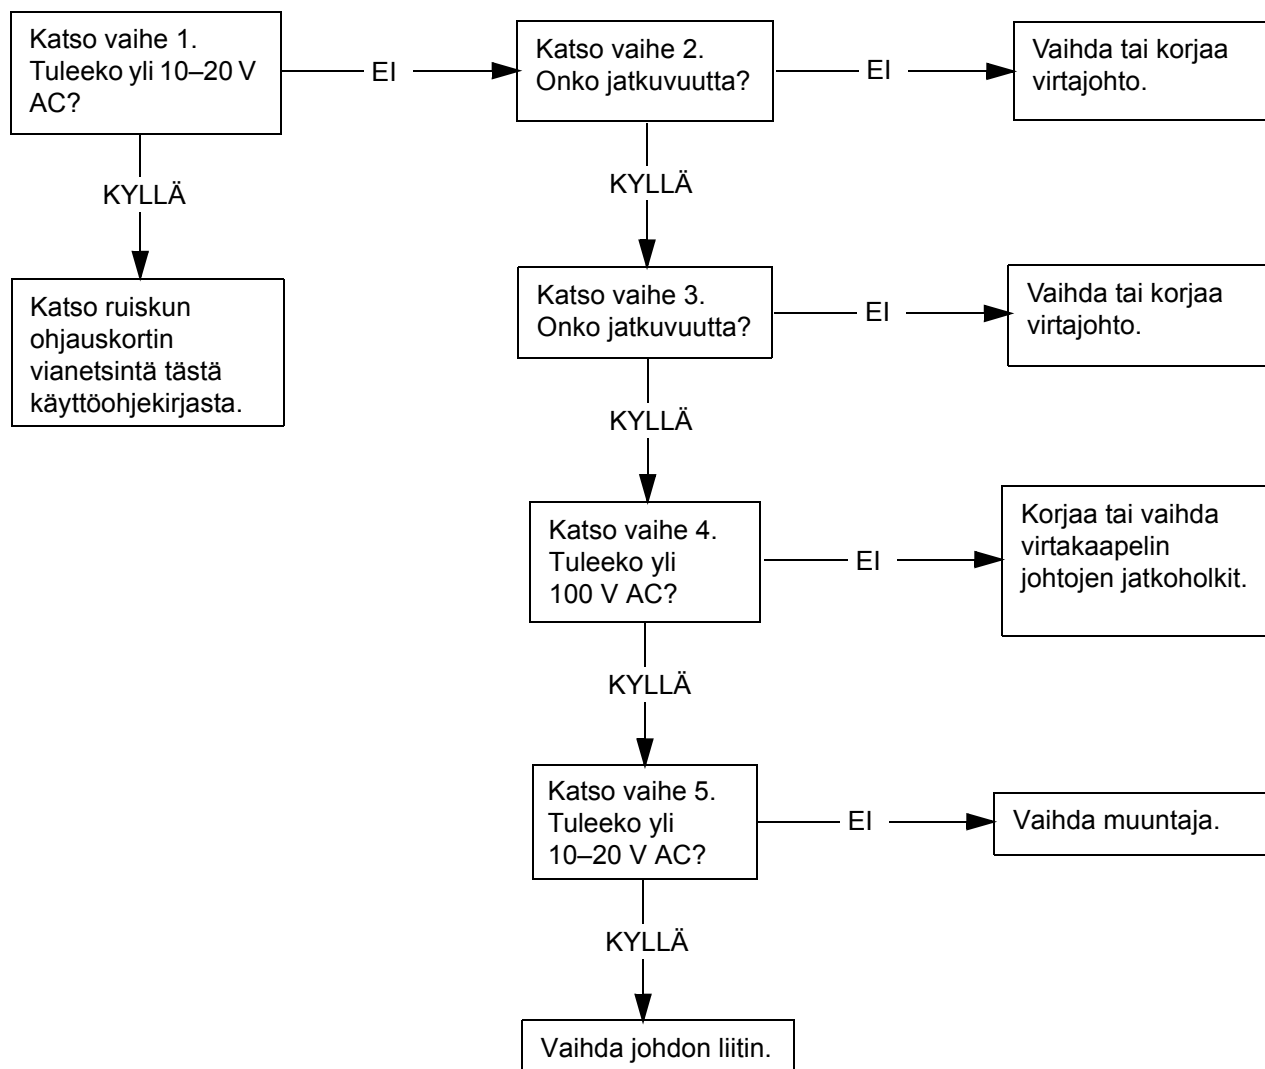 Katso vaihe 1.
Tuleeko yli 10–20 V
AC?
EI
Katso vaihe 2.
Onko jatkuvuutta?
EI
Vaihda tai korjaa
virtajohto.
KYLLÄ
KYLLÄ
Katso ruiskun
ohjauskortin
vianetsintä tästä
käyttöohjekirjasta.
Katso vaihe 3.
Onko jatkuvuutta?
EI
Vaihda tai korjaa
virtajohto.
KYLLÄ
Katso vaihe 4.
Tuleeko yli
100 V AC?
EI
Korjaa tai vaihda
virtakaapelin
johtojen jatkoholkit.
KYLLÄ
Katso vaihe 5.
Tuleeko yli
10–20 V AC?
EI
Vaihda muuntaja.
KYLLÄ
Vaihda johdon liitin.